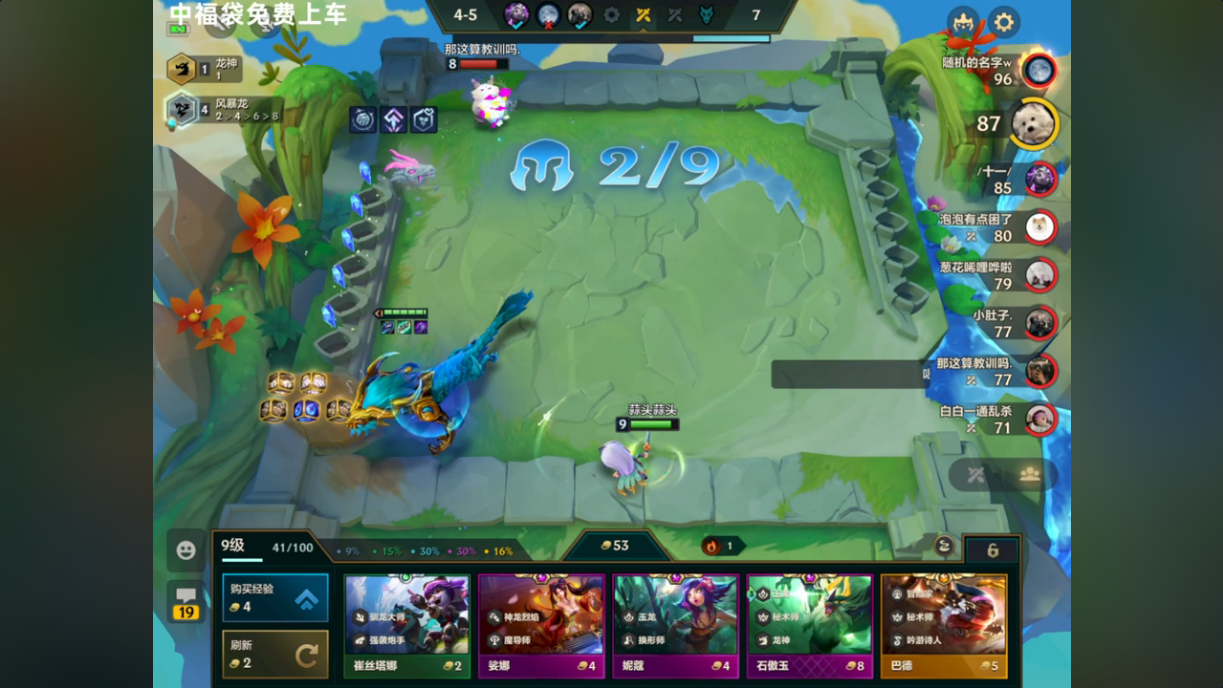 中福袋免费上车
4-5
7
那这算教训吗.
8
1
龙神
1
4
风暴龙
2 > 4 > 6 > 8
2/9
随机的名字w
96
87
/十一/
85
泡泡有点困了
80
葱花唏哩哗啦
79
小肚子.
77
那这算教训吗.
77
白白一通乱杀
71
蒜头蒜头
9
9级
41/100
9%
15%
30%
30%
16%
53
1
6
19
购买经验
4
刷新
2
驯龙大师
强袭炮手
崔丝塔娜
2
神龙烈焰
魔导师
娑娜
4
玉龙
换形师
妮蔻
4
秘术师
龙神
石傲玉
8
冒险家
秘术师
吟游诗人
巴德
5